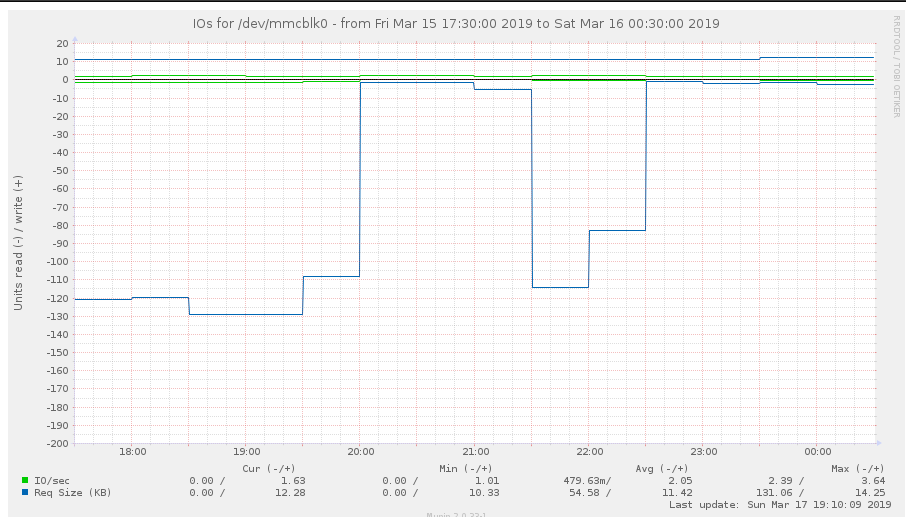 IOs for /dev/mmcblk0 - from Fri Mar 15 17:30:00 2019 to Sat Mar 16 00:30:00 2019
RRDTOOL / TOBI OETIKER
Units read (-) / write (+)
20
10
0
-10
-20
-30
-40
-50
-60
-70
-80
-90
-100
-110
-120
-130
-140
-150
-160
-170
-180
-190
-200
18:00 19:00 20:00 21:00 22:00 23:00 00:00
Cur (-/+) Min (-/+) Avg (-/+) Max (-/+)
IO/sec 0.00 / 1.63 0.00 / 1.01 479.63m/ 2.05 2.39 / 3.64
Req Size (KB) 0.00 / 12.28 0.00 / 10.33 54.58 / 11.42 131.06 / 14.25
Last update: Sun Mar 17 19:10:09 2019
Munin 2.0.33-1